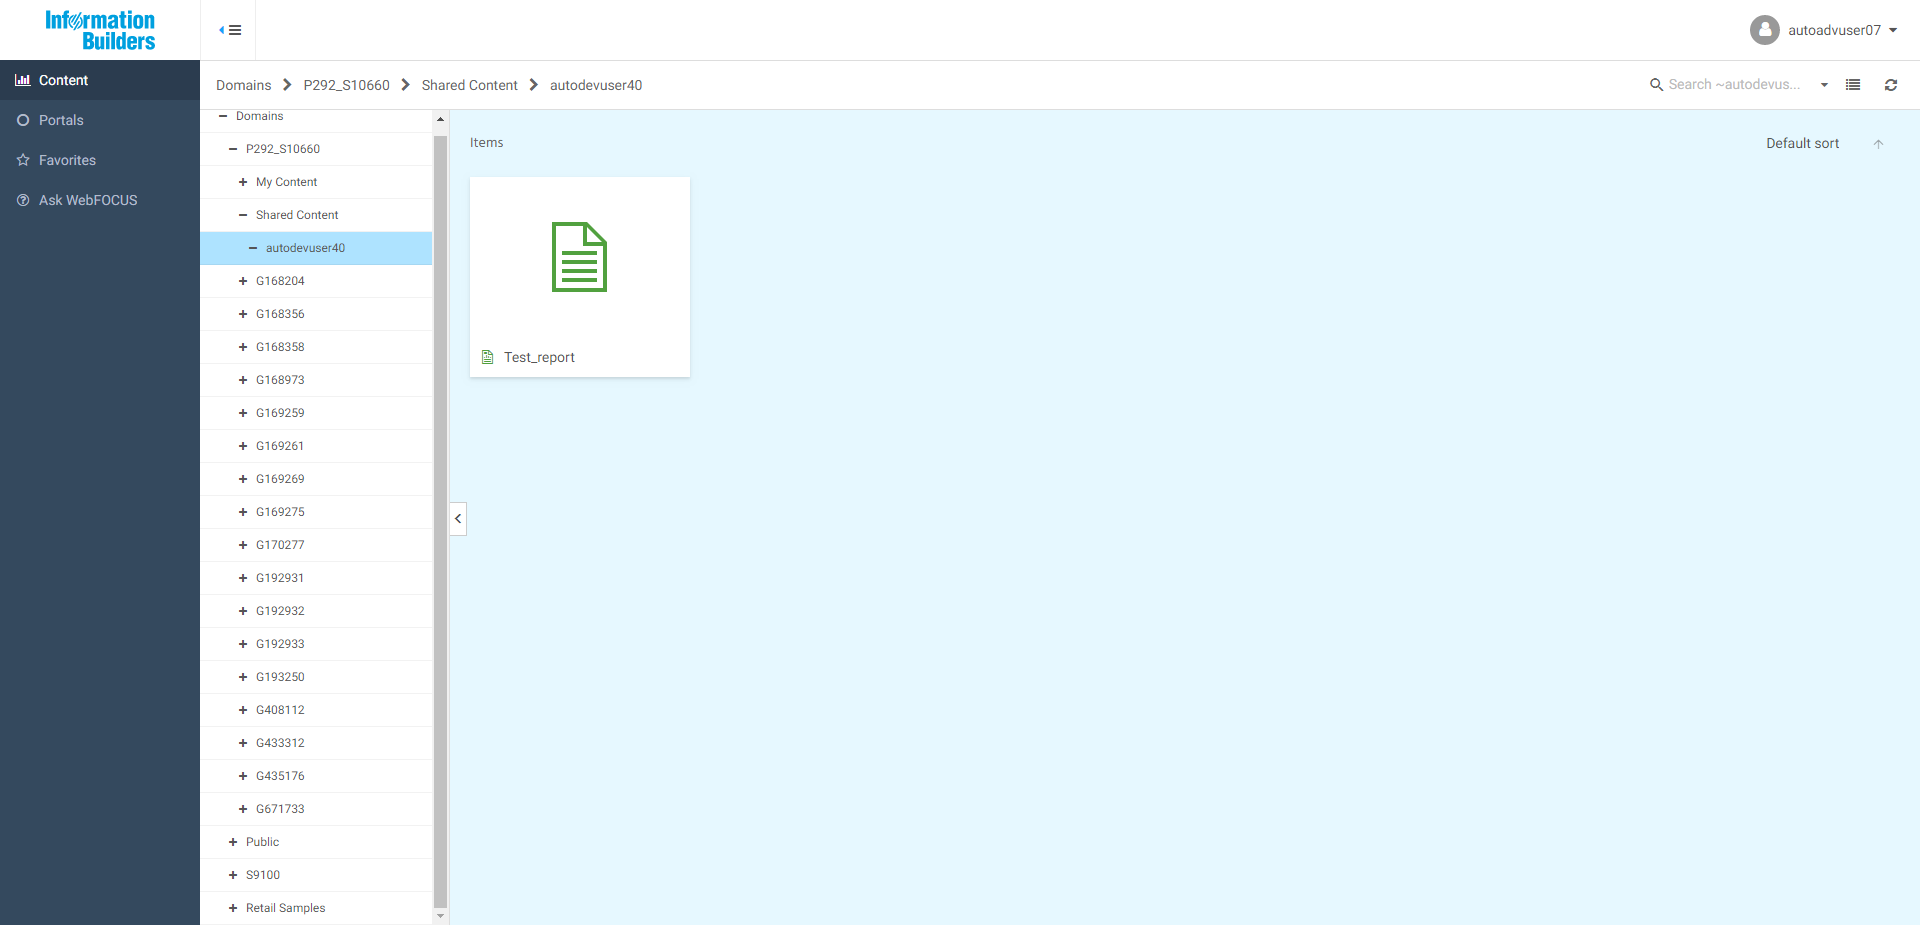 Information
Builders
autoadvuser07
Content
Portals
Favorites
Ask WebFOCUS
Domains P292_S10660 Shared Content autodevuser40
Search ~autodevus...
Domains
P292_S10660
My Content
Shared Content
autodevuser40
G168204
G168356
G168358
G168973
G169259
G169261
G169269
G169275
G170277
G192931
G192932
G192933
G193250
G408112
G433312
G435176
G671733
Public
S9100
Retail Samples
Items
Default sort
Test_report